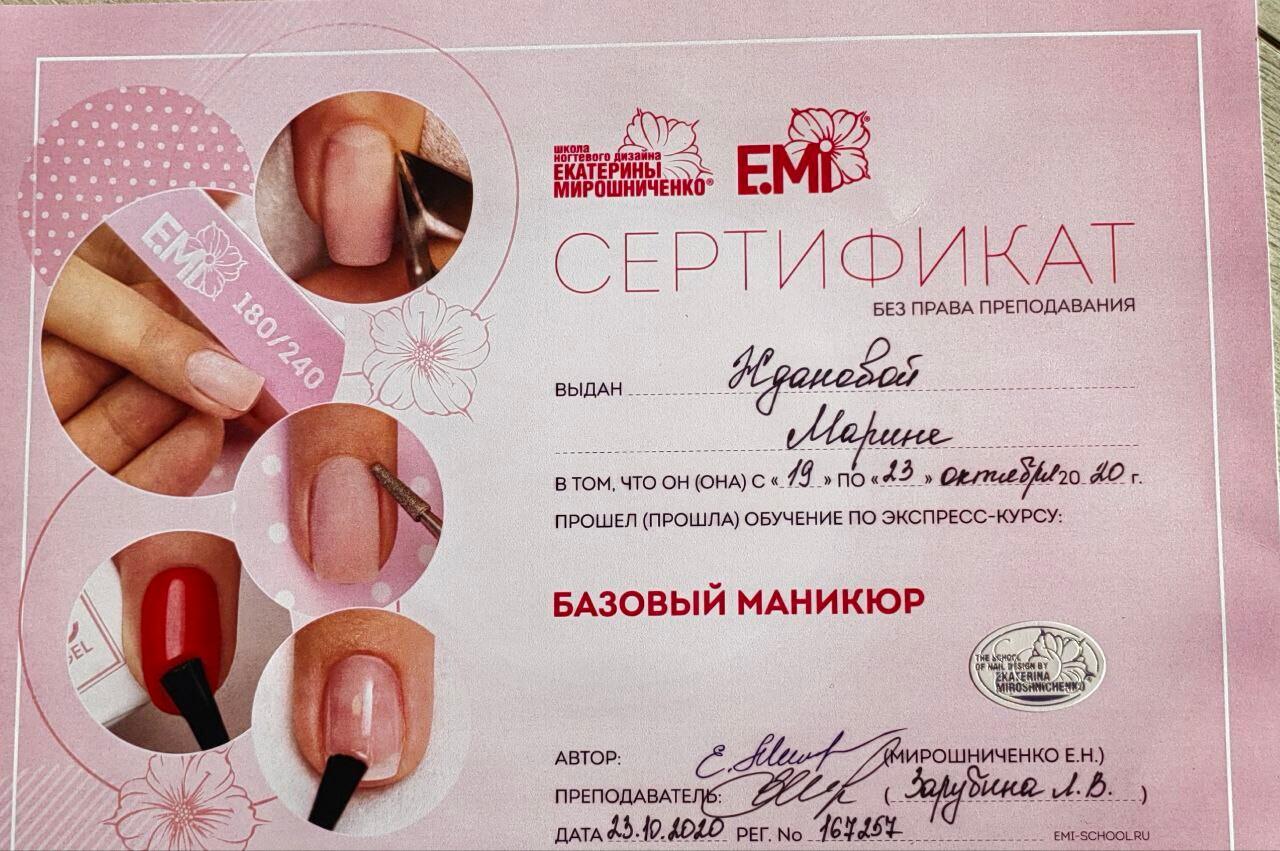 ШКОЛА
НОГТЕВОГО ДИЗАЙНА
ЕКАТЕРИНЫ
МИРОШНИЧЕНКО®
E.MI®
СЕРТИФИКАТ
БЕЗ ПРАВА ПРЕПОДАВАНИЯ
ВЫДАН Ждановой
Марине
В ТОМ, ЧТО ОН (ОНА) С «19» ПО «23» октября 2020 г.
ПРОШЕЛ (ПРОШЛА) ОБУЧЕНИЕ ПО ЭКСПРЕСС-КУРСУ:
БАЗОВЫЙ МАНИКЮР
THE SCHOOL
OF NAIL DESIGN BY
EKATERINA
MIROSHNICHENKO®
АВТОР: (МИРОШНИЧЕНКО Е.Н.)
ПРЕПОДАВАТЕЛЬ: (Зарубина Л.В.)
ДАТА 23.10.2020 РЕГ. No 167257
EMI-SCHOOL.RU
E.MI
180/240
GEL